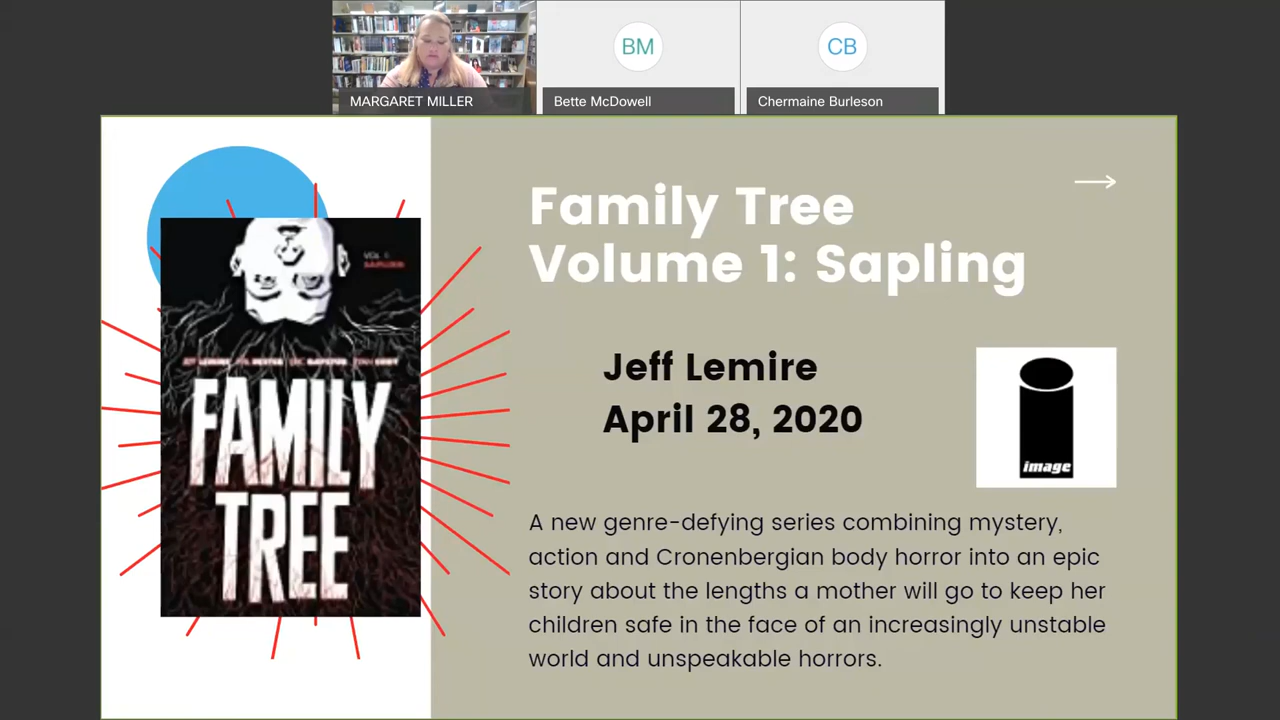 BM
CB
MARGARET MILLER
Bette McDowell
Chermaine Burleson
Family Tree
Volume 1: Sapling
VOL 1:
SAPLING
FAMILY
TREE
Jeff Lemire
April 28, 2020
image
A new genre-defying series combining mystery,
action and Cronenbergian body horror into an epic
story about the lengths a mother will go to keep her
children safe in the face of an increasingly unstable
world and unspeakable horrors.